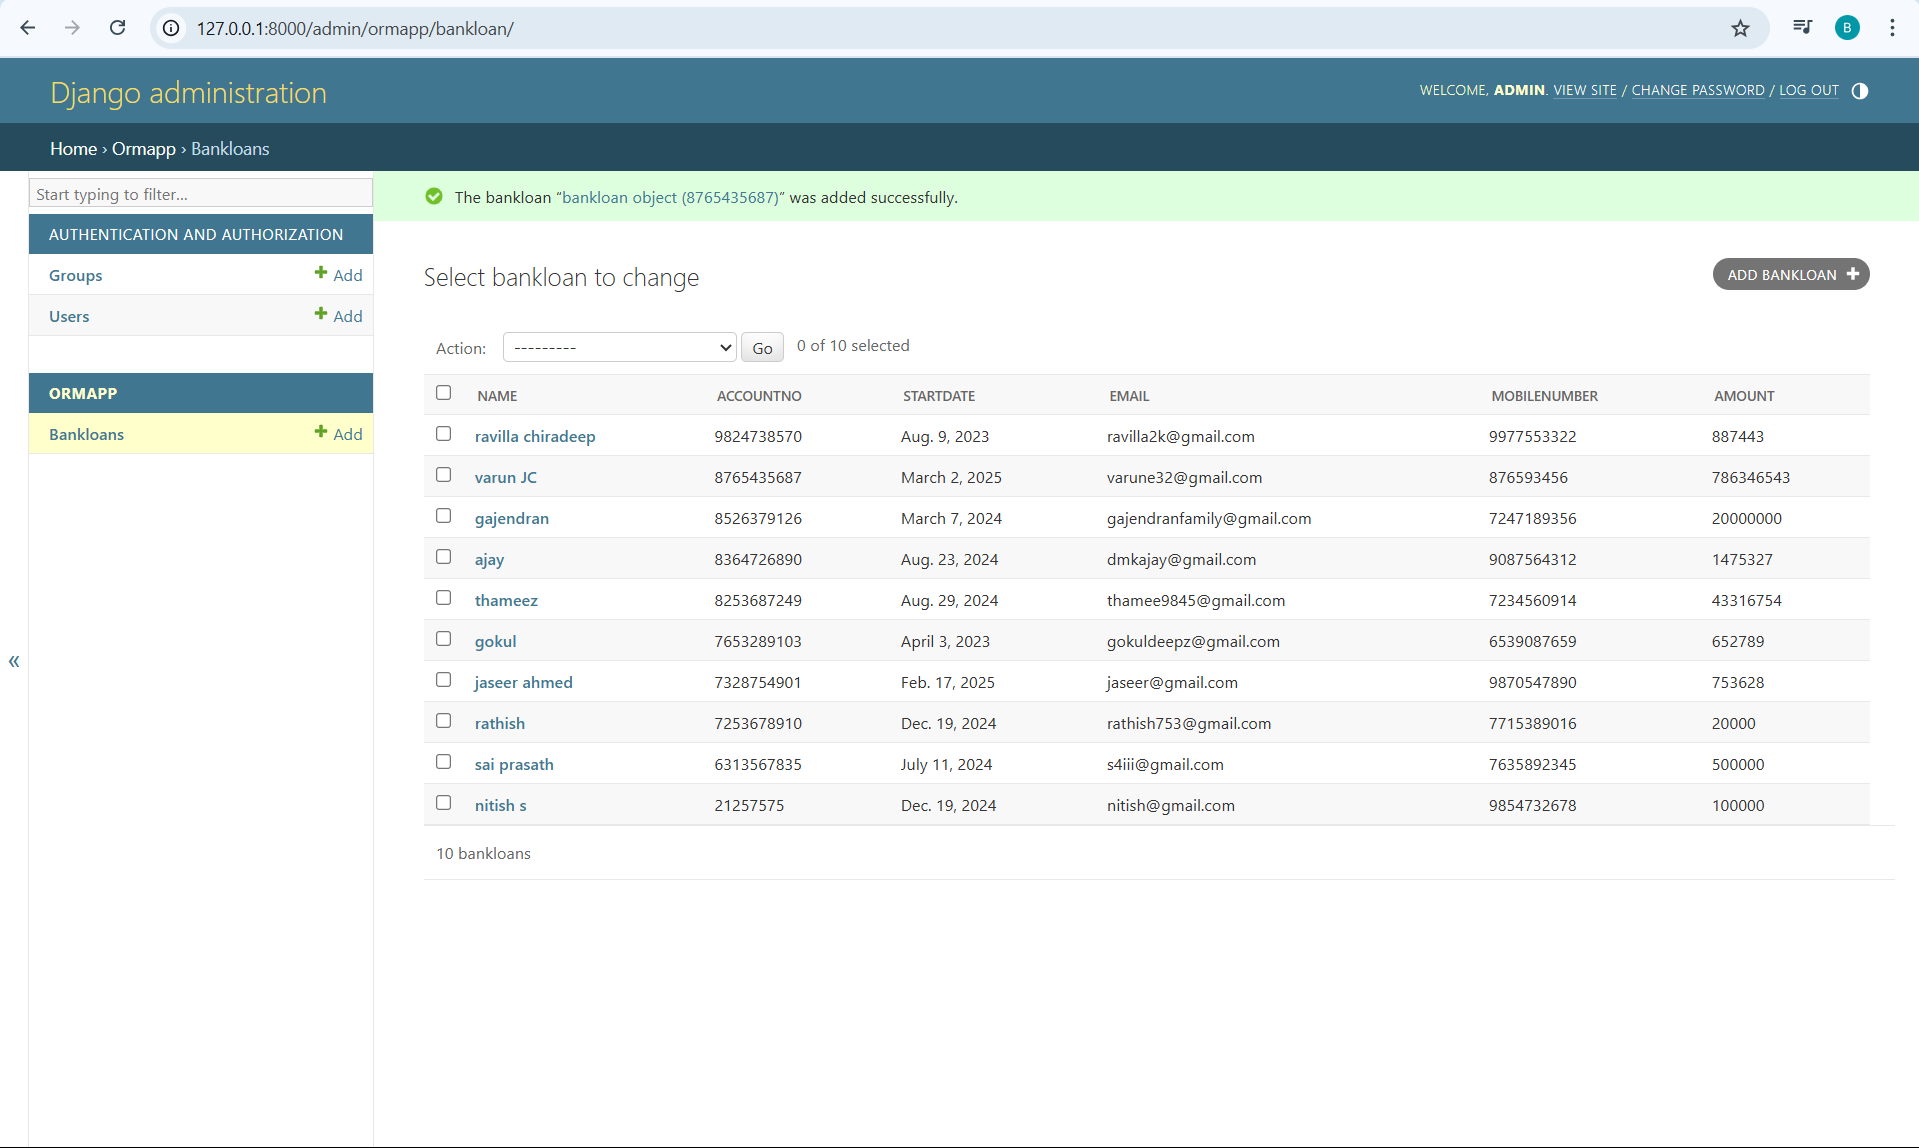 127.0.0.1:8000/admin/ormapp/bankloan/
B
Django administration
WELCOME, ADMIN. VIEW SITE / CHANGE PASSWORD / LOG OUT
Home › Ormapp › Bankloans
Start typing to filter...
AUTHENTICATION AND AUTHORIZATION
Groups + Add
Users + Add
ORMAPP
Bankloans + Add
«
The bankloan “bankloan object (8765435687)” was added successfully.
Select bankloan to change
ADD BANKLOAN +
Action: --------- Go 0 of 10 selected
NAME ACCOUNTNO STARTDATE EMAIL MOBILENUMBER AMOUNT
ravilla chiradeep 9824738570 Aug. 9, 2023 ravilla2k@gmail.com 9977553322 887443
varun JC 8765435687 March 2, 2025 varune32@gmail.com 876593456 786346543
gajendran 8526379126 March 7, 2024 gajendranfamily@gmail.com 7247189356 20000000
ajay 8364726890 Aug. 23, 2024 dmkajay@gmail.com 9087564312 1475327
thameez 8253687249 Aug. 29, 2024 thamee9845@gmail.com 7234560914 43316754
gokul 7653289103 April 3, 2023 gokuldeepz@gmail.com 6539087659 652789
jaseer ahmed 7328754901 Feb. 17, 2025 jaseer@gmail.com 9870547890 753628
rathish 7253678910 Dec. 19, 2024 rathish753@gmail.com 7715389016 20000
sai prasath 6313567835 July 11, 2024 s4iii@gmail.com 7635892345 500000
nitish s 21257575 Dec. 19, 2024 nitish@gmail.com 9854732678 100000
10 bankloans